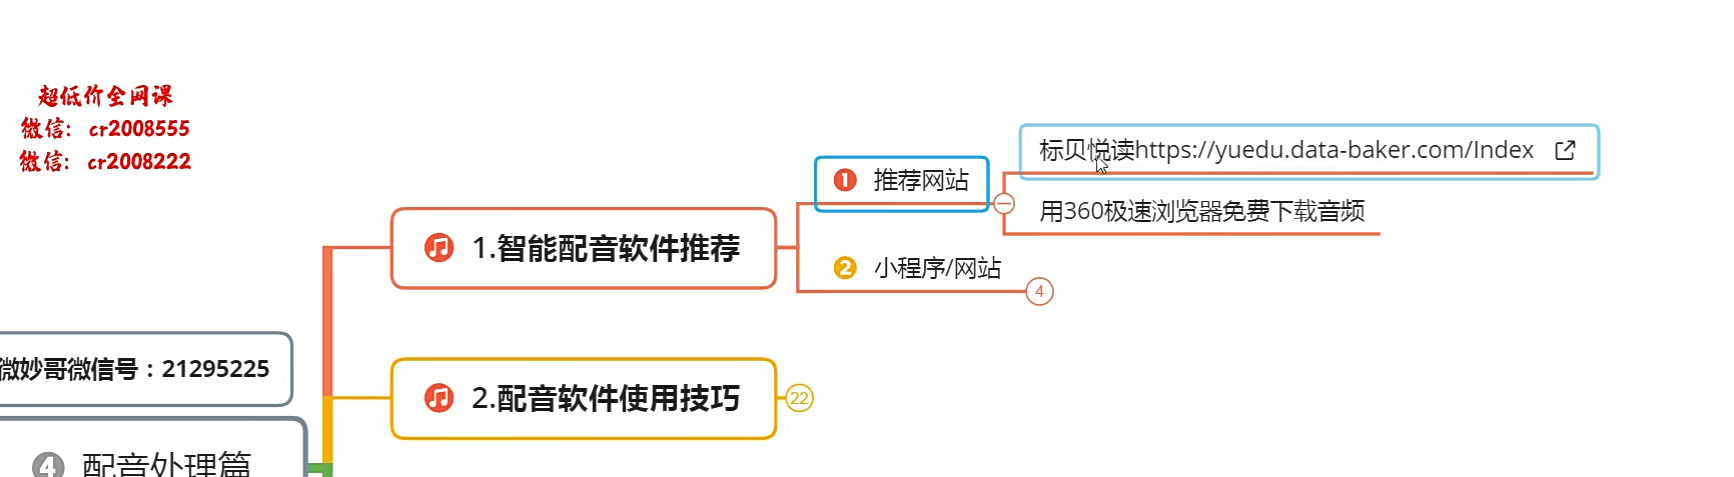 超低价全网课
微信: cr2008555
微信: cr2008222
标贝悦读https://yuedu.data-baker.com/Index
1 推荐网站
用360极速浏览器免费下载音频
1.智能配音软件推荐
2 小程序/网站
4
微妙哥微信号：21295225
2.配音软件使用技巧
22
4 配音处理篇